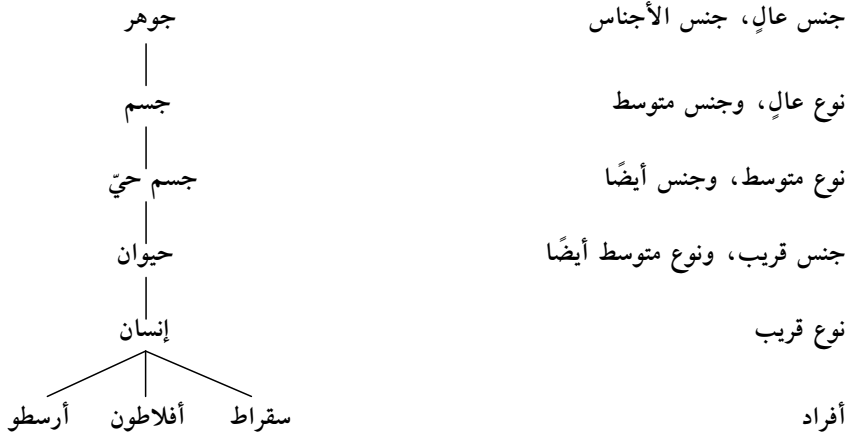 جنس عالٍ، جنس الأجناس جوهر
نوع عالٍ، وجنس متوسط جسم
نوع متوسط، وجنس أيضًا جسم حيّ
جنس قريب، ونوع متوسط أيضًا حيوان
نوع قريب إنسان
أفراد سقراط أفلاطون أرسطو